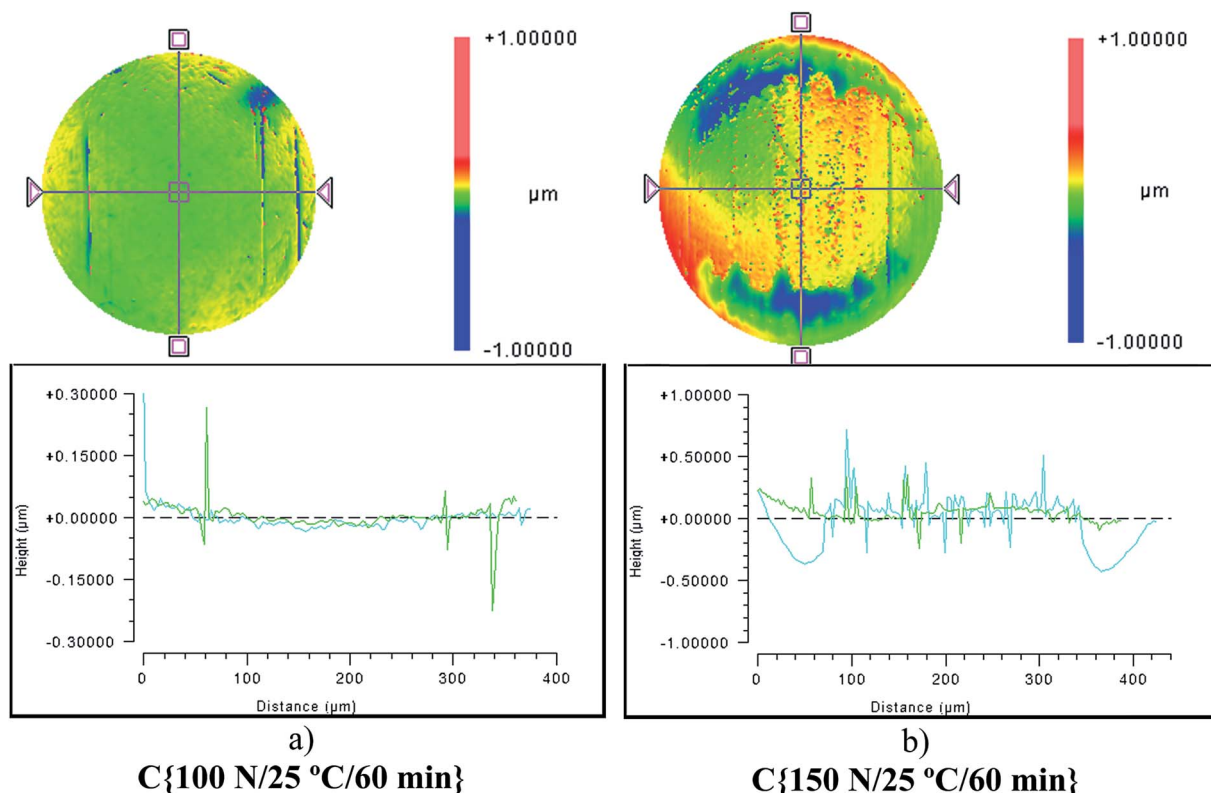 +1.00000
µm
-1.00000
+1.00000
µm
-1.00000
+0.30000
+0.15000
+0.00000
-0.15000
-0.30000
Height (µm)
0 100 200 300 400
Distance (µm)
+1.00000
+0.50000
+0.00000
-0.50000
-1.00000
Height (µm)
0 100 200 300 400
Distance (µm)
a)
C{100 N/25 ºC/60 min}
b)
C{150 N/25 ºC/60 min}